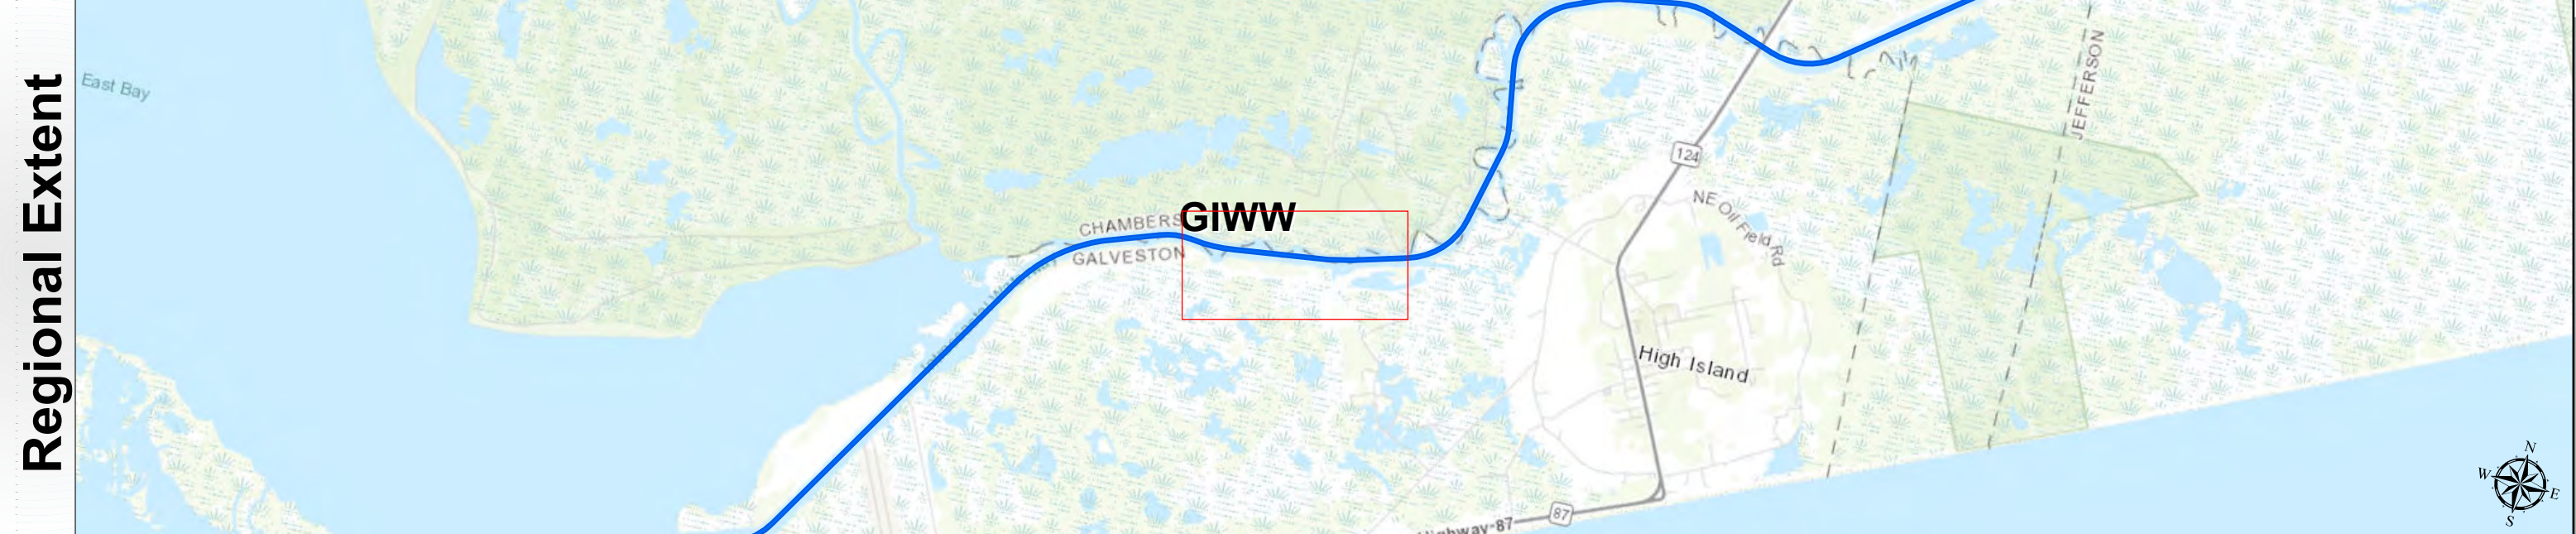 Regional Extent
East Bay
CHAMBERS
GALVESTON
GIWW
124
NE Oil Field Rd
JEFFERSON
High Island
87
Highway-87
N
W
E
S